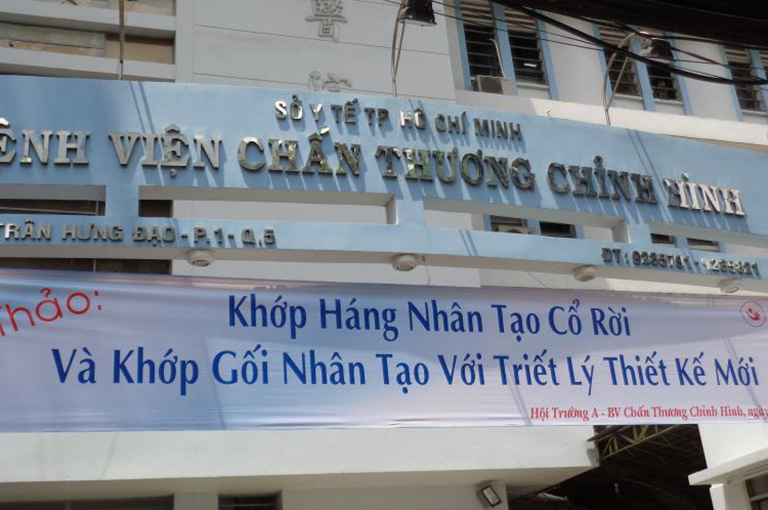 醫
院
SỞ Y TẾ TP HỒ CHÍ MINH
ỆNH VIỆN CHẤN THƯƠNG CHỈNH HÌNH
TRẦN HƯNG ĐẠO - P.1 - Q.5
ĐT:
Thảo:
Khớp Háng Nhân Tạo Cổ Rời
Và Khớp Gối Nhân Tạo Với Triết Lý Thiết Kế Mới
Hội Trường A - BV Chấn Thương Chỉnh Hình, ngày